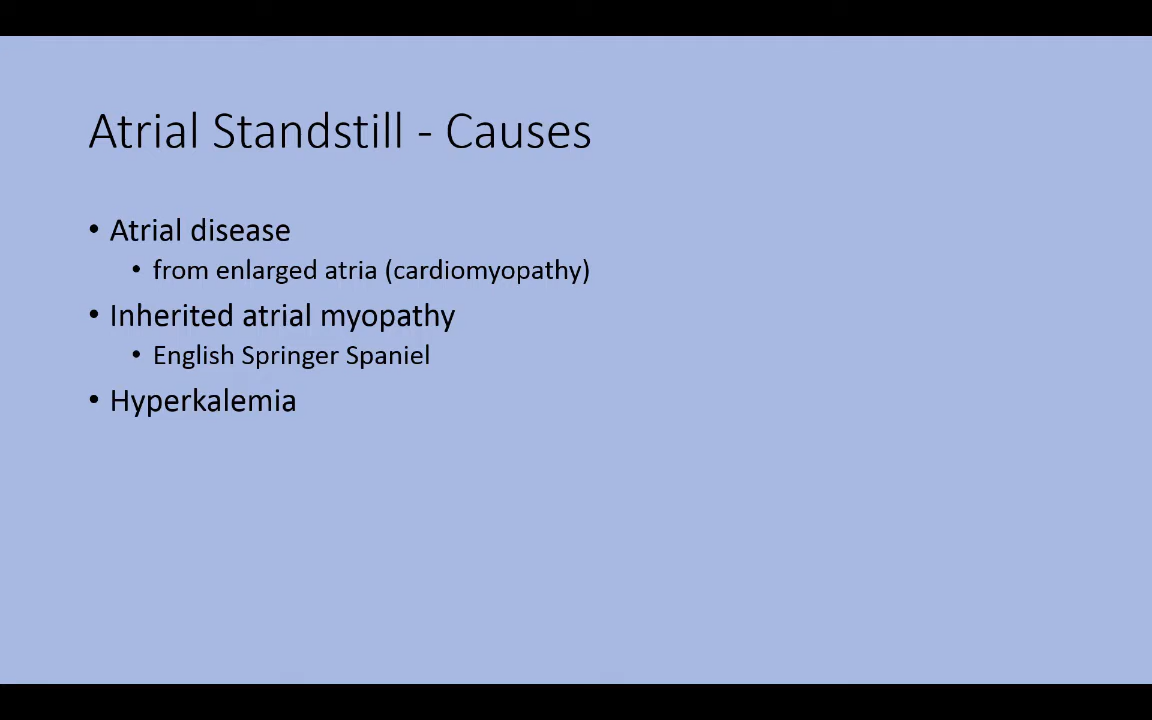 Atrial Standstill - Causes
• Atrial disease
• from enlarged atria (cardiomyopathy)
• Inherited atrial myopathy
• English Springer Spaniel
• Hyperkalemia